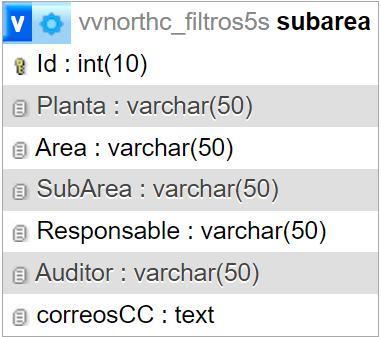 v vvnorthc_filtros5s subarea
Id : int(10)
Planta : varchar(50)
Area : varchar(50)
SubArea : varchar(50)
Responsable : varchar(50)
Auditor : varchar(50)
correosCC : text